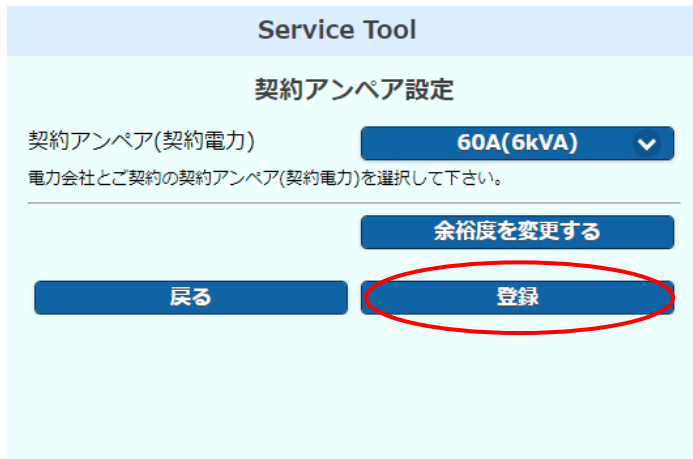 Service Tool
契約アンペア設定
契約アンペア(契約電力)
60A(6kVA)
電力会社とご契約の契約アンペア(契約電力)を選択して下さい。
余裕度を変更する
戻る
登録